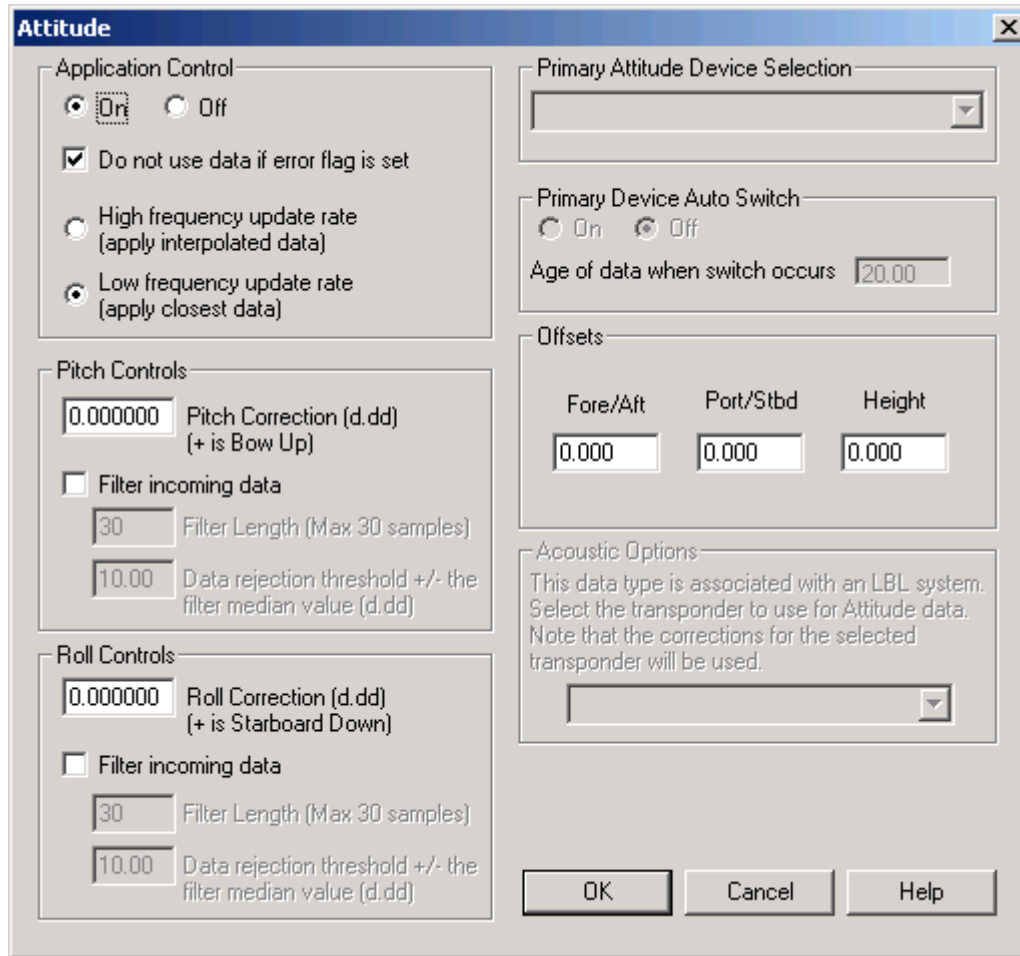 Attitude
Application Control
On Off
Do not use data if error flag is set
High frequency update rate
(apply interpolated data)
Low frequency update rate
(apply closest data)
Pitch Controls
0.000000 Pitch Correction (d.dd)
(+ is Bow Up)
Filter incoming data
30 Filter Length (Max 30 samples)
10.00 Data rejection threshold +/- the
filter median value (d.dd)
Roll Controls
0.000000 Roll Correction (d.dd)
(+ is Starboard Down)
Filter incoming data
30 Filter Length (Max 30 samples)
10.00 Data rejection threshold +/- the
filter median value (d.dd)
Primary Attitude Device Selection
Primary Device Auto Switch
On Off
Age of data when switch occurs 20.00
Offsets
Fore/Aft Port/Stbd Height
0.000 0.000 0.000
Acoustic Options
This data type is associated with an LBL system.
Select the transponder to use for Attitude data.
Note that the corrections for the selected
transponder will be used.
OK Cancel Help